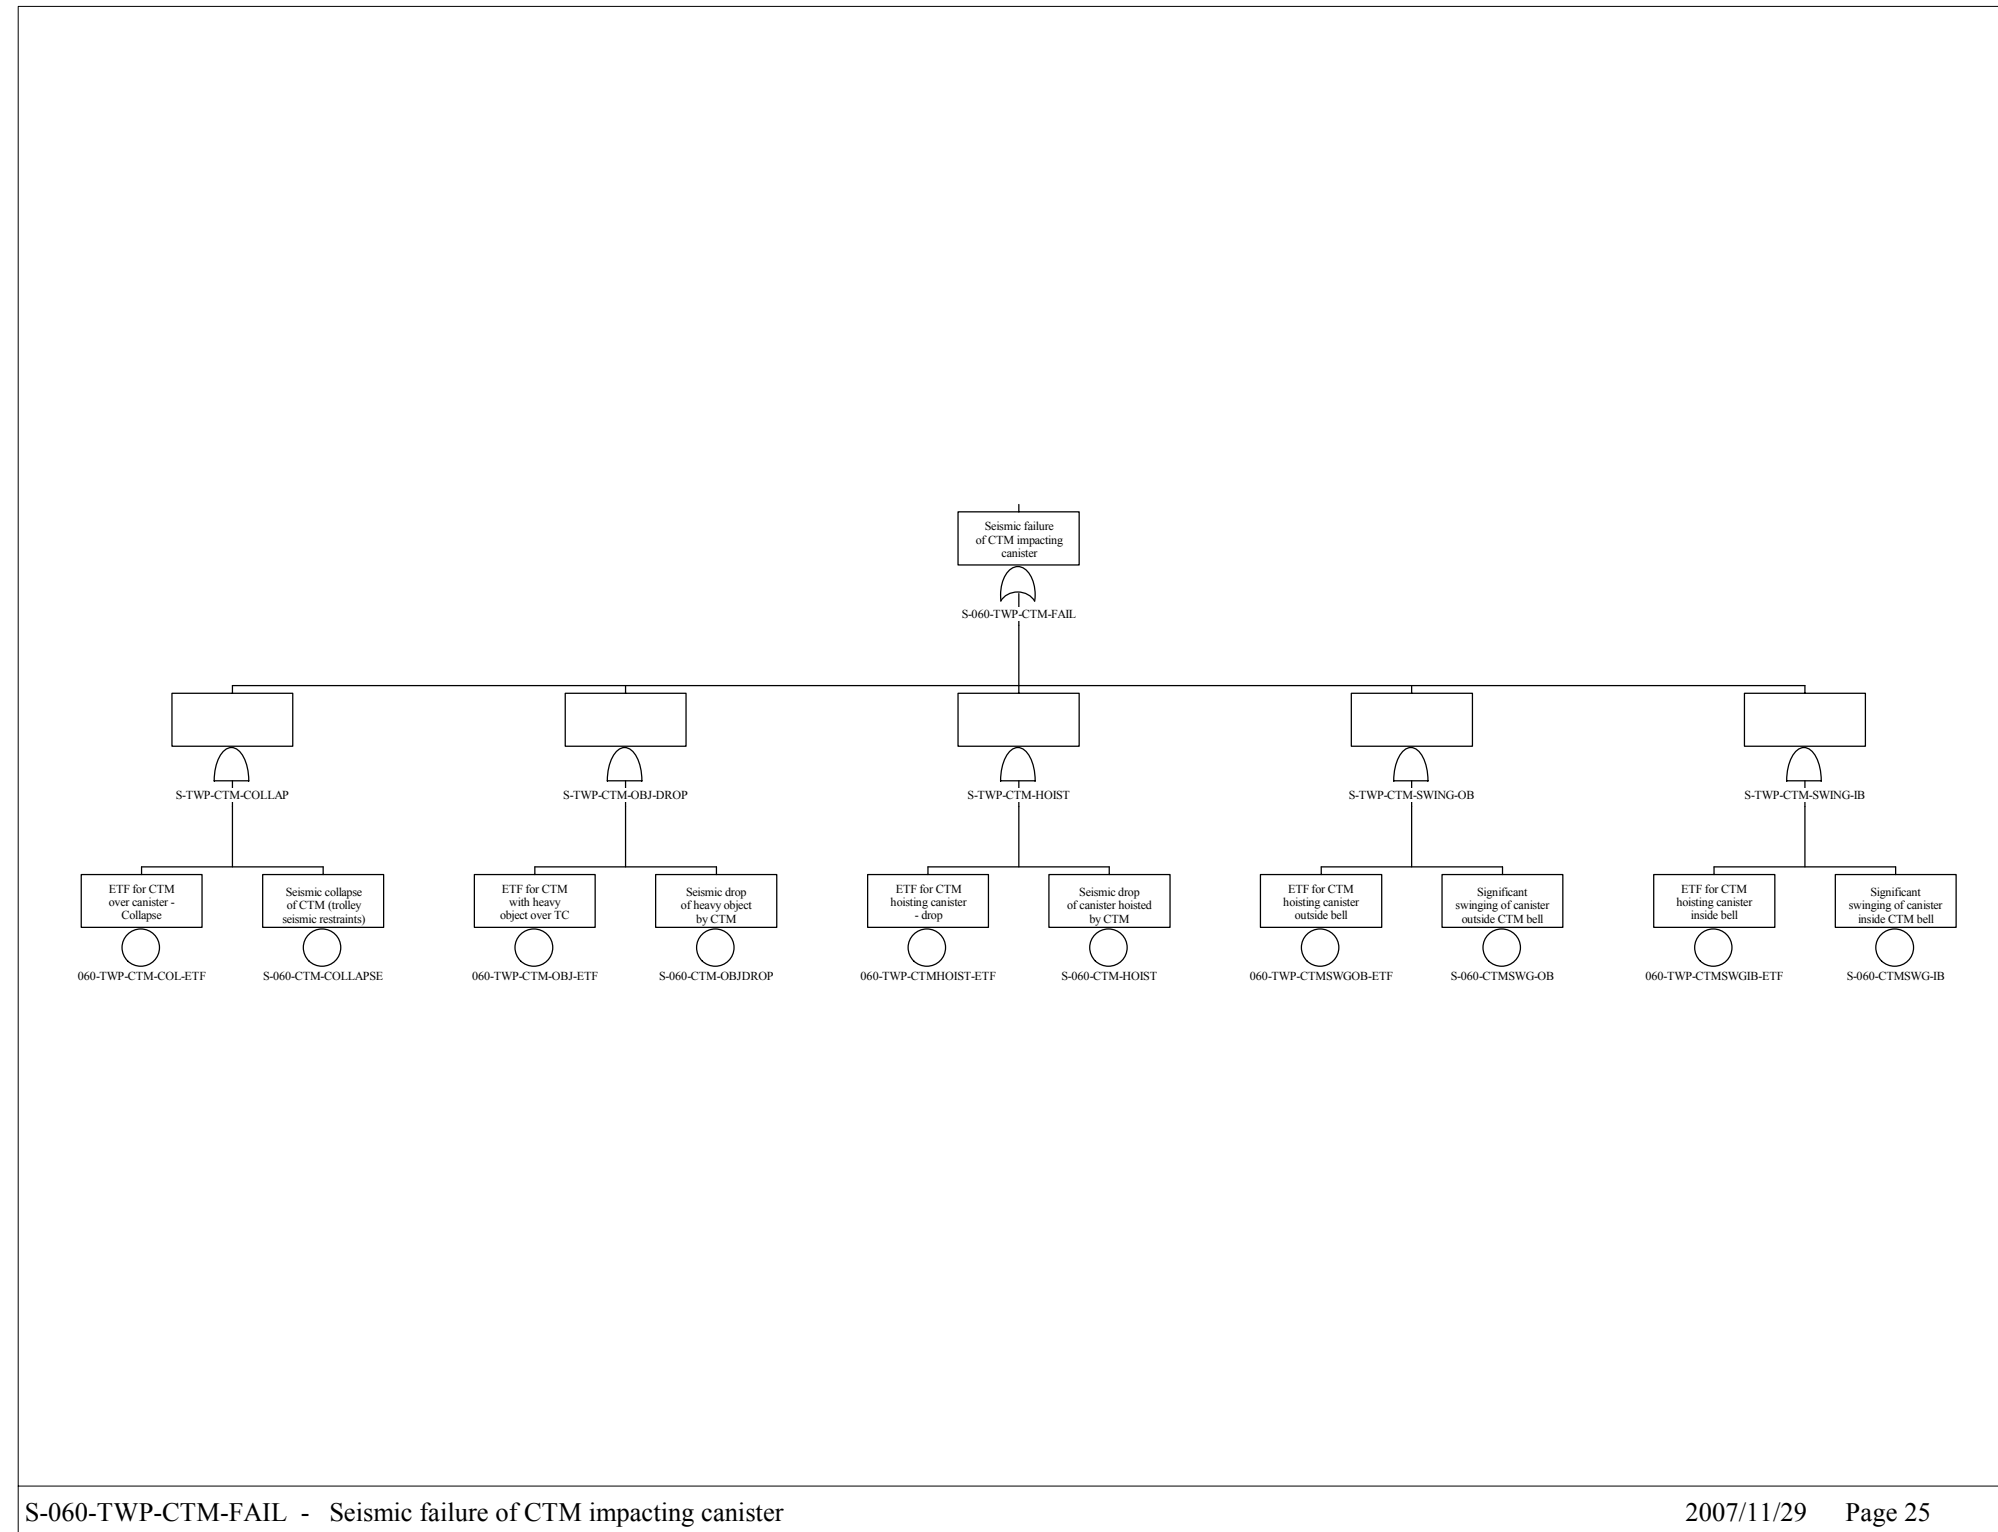 Seismic failure
of CTM impacting
canister
S-060-TWP-CTM-FAIL
S-TWP-CTM-COLLAP
S-TWP-CTM-OBJ-DROP
S-TWP-CTM-HOIST
S-TWP-CTM-SWING-OB
S-TWP-CTM-SWING-IB
ETF for CTM
over canister -
Collapse
060-TWP-CTM-COL-ETF
Seismic collapse
of CTM (trolley
seismic restraints)
S-060-CTM-COLLAPSE
ETF for CTM
with heavy
object over TC
060-TWP-CTM-OBJ-ETF
Seismic drop
of heavy object
by CTM
S-060-CTM-OBJDROP
ETF for CTM
hoisting canister
- drop
060-TWP-CTMHOIST-ETF
Seismic drop
of canister hoisted
by CTM
S-060-CTM-HOIST
ETF for CTM
hoisting canister
outside bell
060-TWP-CTMSWGOB-ETF
Significant
swinging of canister
outside CTM bell
S-060-CTMSWG-OB
ETF for CTM
hoisting canister
inside bell
060-TWP-CTMSWGIB-ETF
Significant
swinging of canister
inside CTM bell
S-060-CTMSWG-IB
S-060-TWP-CTM-FAIL - Seismic failure of CTM impacting canister
2007/11/29 Page 25